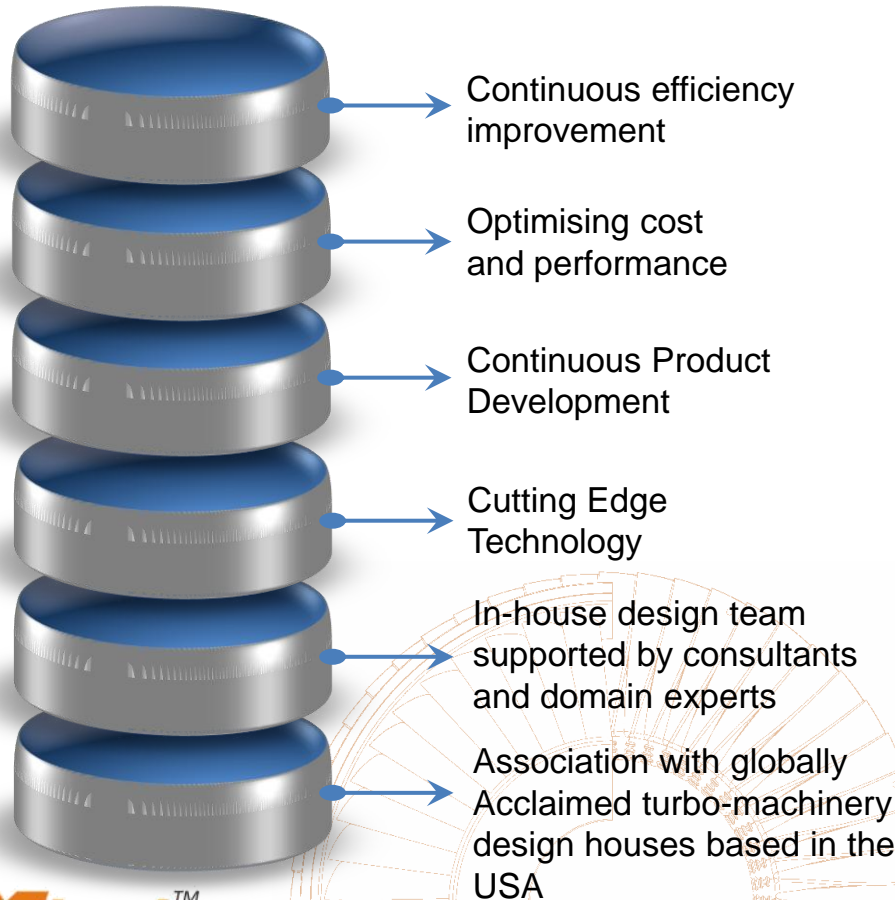 Continuous efficiency
improvement
Optimising cost
and performance
Continuous Product
Development
Cutting Edge
Technology
In-house design team
supported by consultants
and domain experts
Association with globally
Acclaimed turbo-machinery
design houses based in the
USA
TM